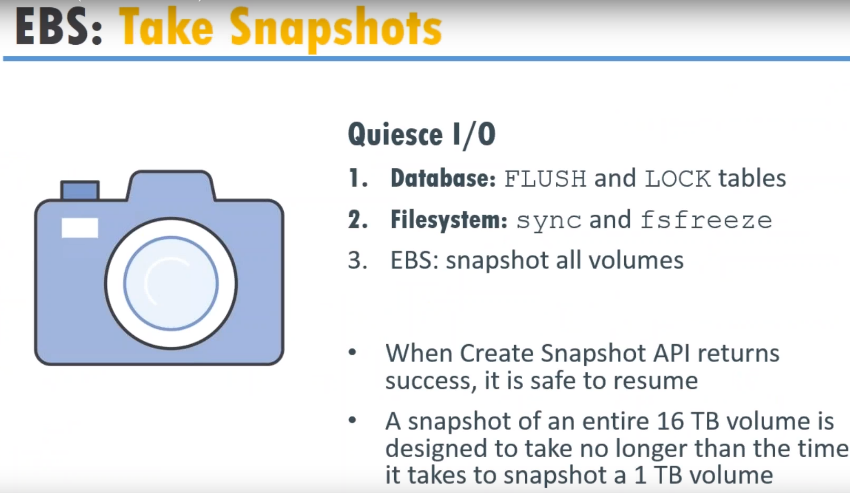 EBS: Take Snapshots
Quiesce I/O
1. Database: FLUSH and LOCK tables
2. Filesystem: sync and fsfreeze
3. EBS: snapshot all volumes
• When Create Snapshot API returns
success, it is safe to resume
• A snapshot of an entire 16 TB volume is
designed to take no longer than the time
it takes to snapshot a 1 TB volume